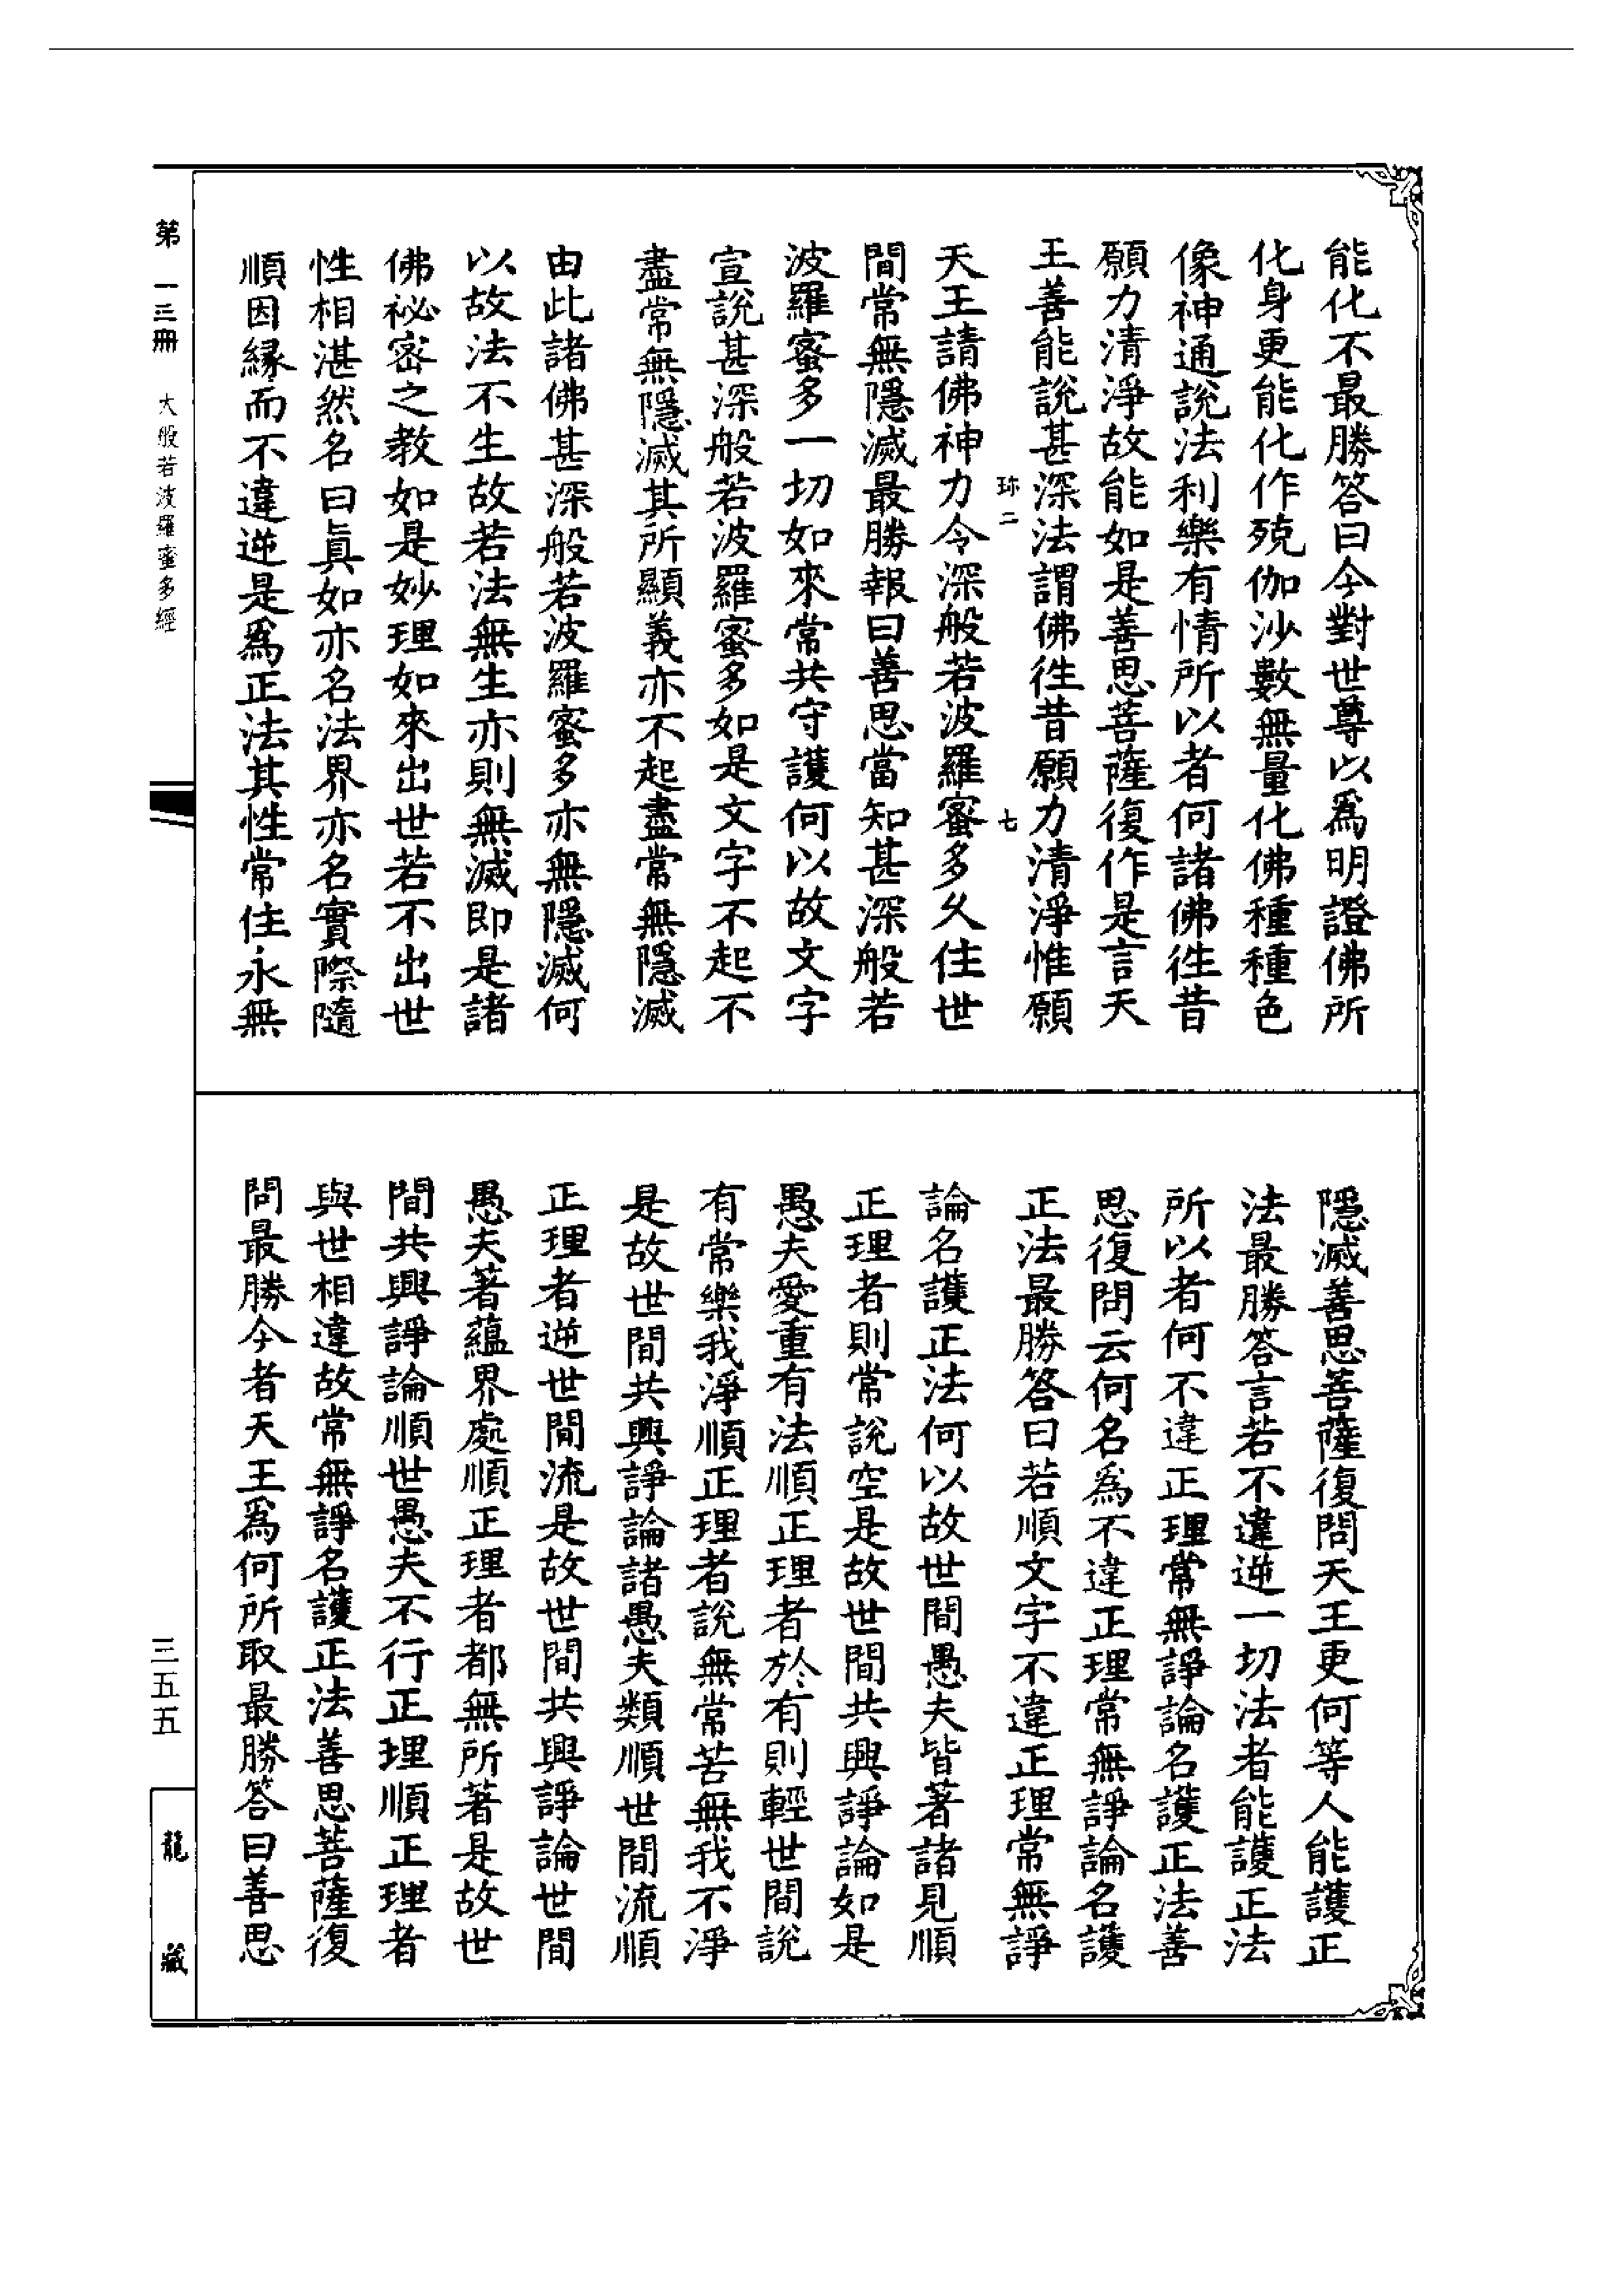 能化不最勝答曰今對世尊以爲明證佛所
化身更能化作殑伽沙數無量化佛種種色
像神通說法利樂有情所以者何諸佛徃昔
願力清淨故能如是善思菩薩復作是言天
王善能說甚深法謂佛徃昔願力清淨惟願
珎二 七
天王請佛神力令深般若波羅蜜多久住世
間常無隱滅最勝報曰善思當知甚深般若
波羅蜜多一切如來常共守護何以故文字
宣說甚深般若波羅蜜多如是文字不起不
盡常無隱滅其所顯義亦不起盡常無隱滅
由此諸佛甚深般若波羅蜜多亦無隱滅何
以故法不生故若法無生亦則無滅即是諸
佛祕密之教如是妙理如來出世若不出世
性相湛然名曰眞如亦名法界亦名實際隨
順因緣而不違逆是爲正法其性常住永無
隱滅善思菩薩復問天王更何等人能護正
法最勝答言若不違逆一切法者能護正法
所以者何不違正理常無諍論名護正法善
思復問云何名爲不違正理常無諍論名護
正法最勝答曰若順文字不違正理常無諍
論名護正法何以故世間愚夫皆著諸見順
正理者則常說空是故世間共興諍論如是
愚夫愛重有法順正理者於有則輕世間說
有常樂我淨順正理者說無常苦無我不淨
是故世間共興諍論諸愚夫類順世間流順
正理者逆世間流是故世間共興諍論世間
愚夫著蘊界處順正理者都無所著是故世
間共興諍論順世愚夫不行正理順正理者
與世相違故常無諍名護正法善思菩薩復
問最勝今者天王爲何所取最勝答曰善思
第一三冊 大般若波羅蜜多經
三五五
龍藏